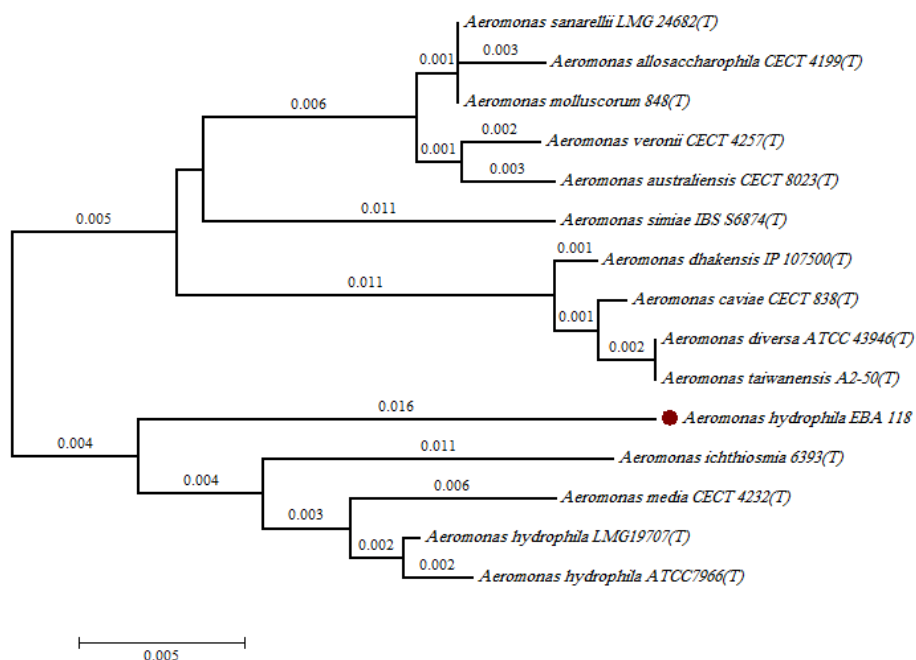 Aeromonas sanarellii LMG 24682(T)
0.001
0.003
Aeromonas allosaccharophila CECT 4199(T)
Aeromonas molluscorum 848(T)
0.006
0.002
Aeromonas veronii CECT 4257(T)
0.001
0.003
Aeromonas australiensis CECT 8023(T)
0.005
0.011
Aeromonas simiae IBS S6874(T)
0.001
Aeromonas dhakensis IP 107500(T)
0.011
Aeromonas caviae CECT 838(T)
0.001
Aeromonas diversa ATCC 43946(T)
0.002
Aeromonas taiwanensis A2-50(T)
0.016
Aeromonas hydrophila EBA 118
0.004
0.011
Aeromonas ichthiosmia 6393(T)
0.004
0.006
Aeromonas media CECT 4232(T)
0.003
Aeromonas hydrophila LMG19707(T)
0.002
0.002
Aeromonas hydrophila ATCC7966(T)
0.005